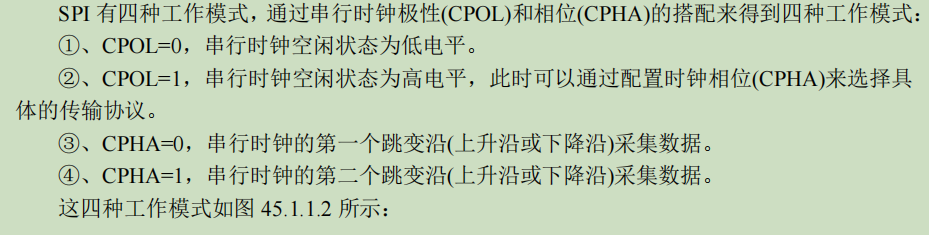 SPI 有四种工作模式，通过串行时钟极性(CPOL)和相位(CPHA)的搭配来得到四种工作模式：
①、CPOL=0，串行时钟空闲状态为低电平。
②、CPOL=1，串行时钟空闲状态为高电平，此时可以通过配置时钟相位(CPHA)来选择具
体的传输协议。
③、CPHA=0，串行时钟的第一个跳变沿(上升沿或下降沿)采集数据。
④、CPHA=1，串行时钟的第二个跳变沿(上升沿或下降沿)采集数据。
这四种工作模式如图 45.1.1.2 所示：